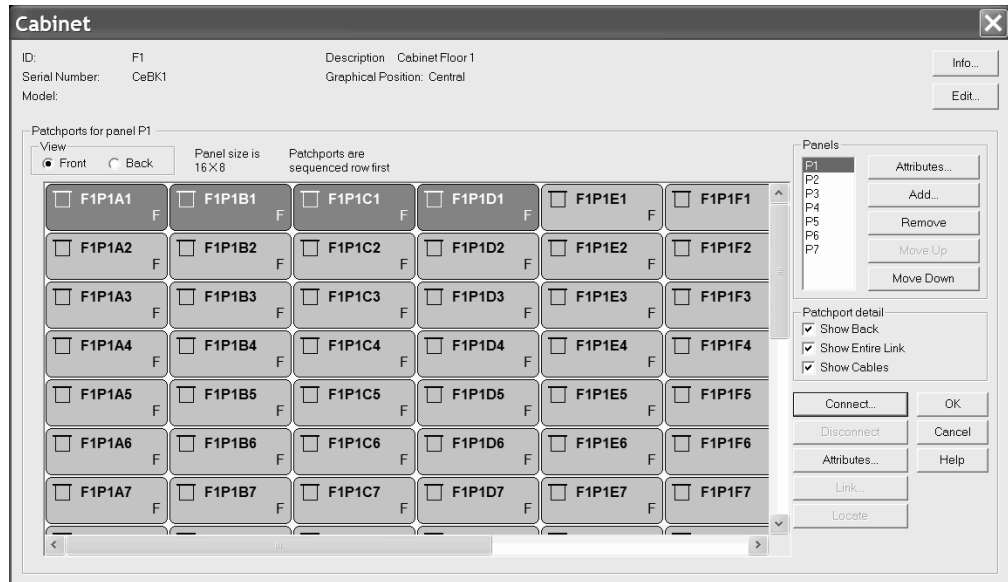 Cabinet
ID: F1 Description Cabinet Floor 1
Serial Number: CeBK1 Graphical Position: Central
Model:
Info...
Edit...
Patchports for panel P1
View
Front Back
Panel size is
16X8
Patchports are
sequenced row first
F1P1A1 F F1P1B1 F F1P1C1 F F1P1D1 F F1P1E1 F F1P1F1
F1P1A2 F F1P1B2 F F1P1C2 F F1P1D2 F F1P1E2 F F1P1F2
F1P1A3 F F1P1B3 F F1P1C3 F F1P1D3 F F1P1E3 F F1P1F3
F1P1A4 F F1P1B4 F F1P1C4 F F1P1D4 F F1P1E4 F F1P1F4
F1P1A5 F F1P1B5 F F1P1C5 F F1P1D5 F F1P1E5 F F1P1F5
F1P1A6 F F1P1B6 F F1P1C6 F F1P1D6 F F1P1E6 F F1P1F6
F1P1A7 F F1P1B7 F F1P1C7 F F1P1D7 F F1P1E7 F F1P1F7
Panels
P1
P2
P3
P4
P5
P6
P7
Attributes...
Add...
Remove
Move Up
Move Down
Patchport detail
Show Back
Show Entire Link
Show Cables
Connect... OK
Disconnect Cancel
Attributes... Help
Link...
Locate